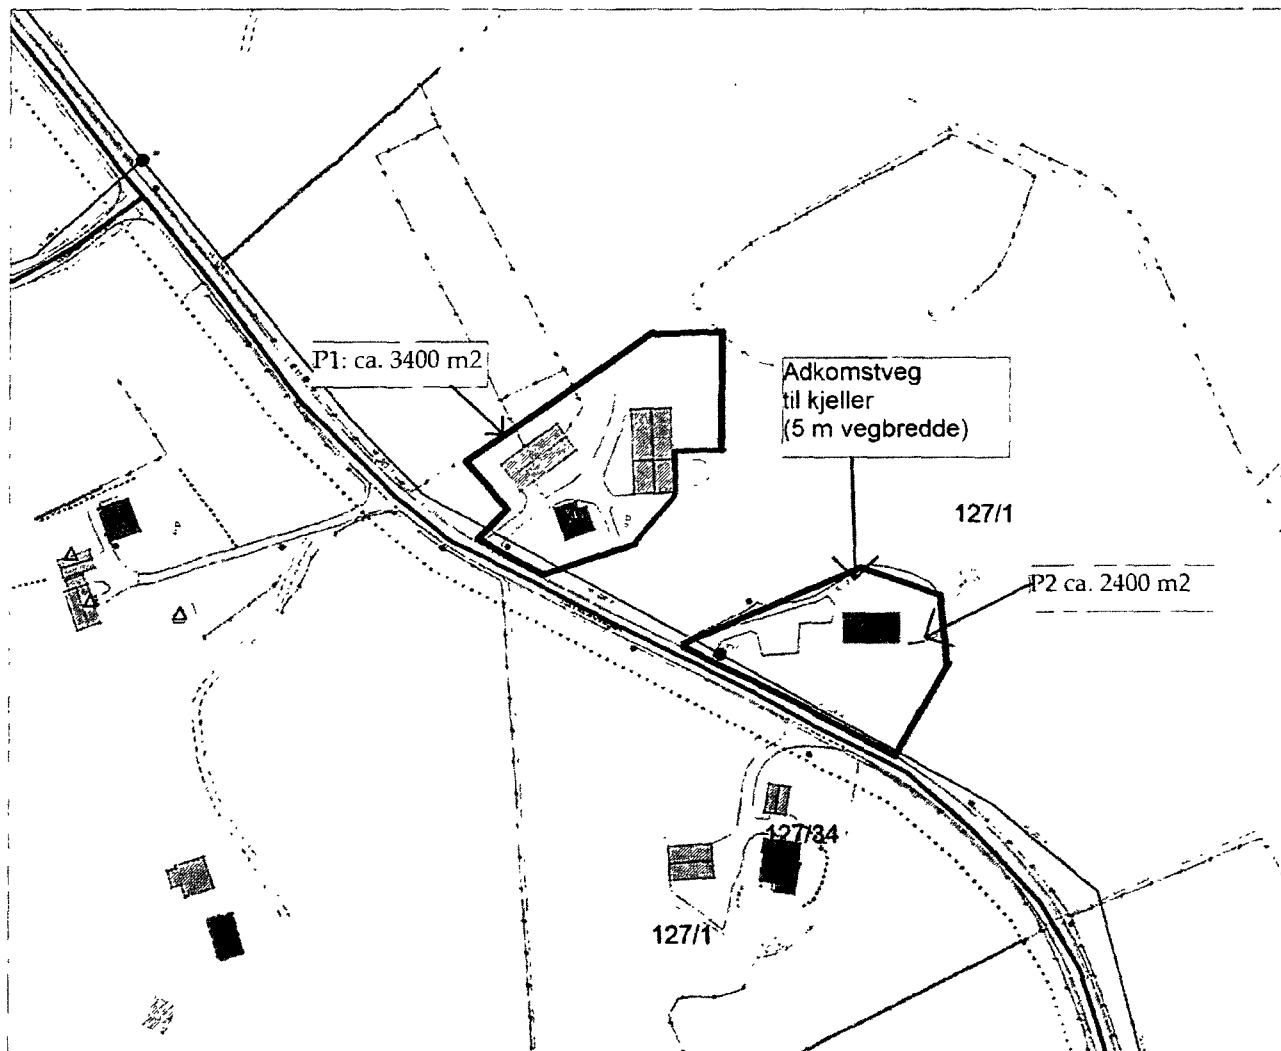 P1: ca. 3400 m2
Adkomstveg
til kjeller
(5 m vegbredde)
127/1
P2 ca. 2400 m2
127/34
127/1